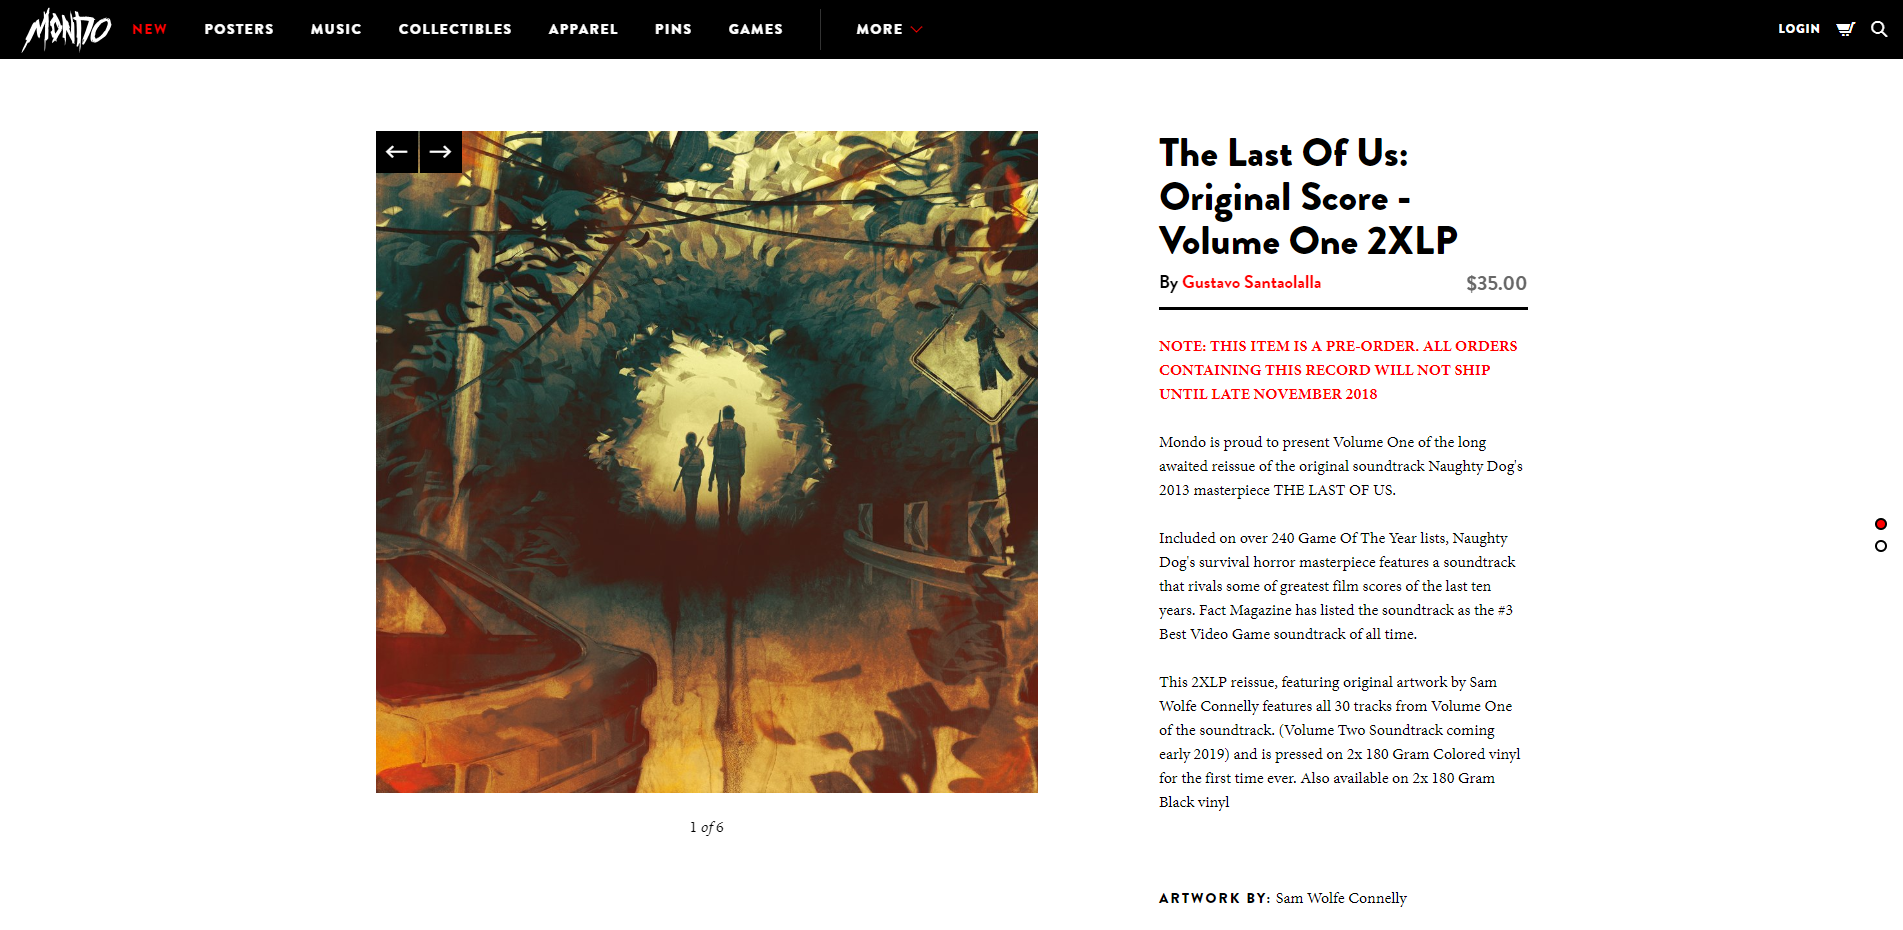 MONDO
NEW POSTERS MUSIC COLLECTIBLES APPAREL PINS GAMES MORE LOGIN
The Last Of Us:
Original Score -
Volume One 2XLP
By Gustavo Santaolalla $35.00
NOTE: THIS ITEM IS A PRE-ORDER. ALL ORDERS
CONTAINING THIS RECORD WILL NOT SHIP
UNTIL LATE NOVEMBER 2018
Mondo is proud to present Volume One of the long
awaited reissue of the original soundtrack Naughty Dog's
2013 masterpiece THE LAST OF US.
Included on over 240 Game Of The Year lists, Naughty
Dog's survival horror masterpiece features a soundtrack
that rivals some of greatest film scores of the last ten
years. Fact Magazine has listed the soundtrack as the #3
Best Video Game soundtrack of all time.
This 2XLP reissue, featuring original artwork by Sam
Wolfe Connelly features all 30 tracks from Volume One
of the soundtrack. (Volume Two Soundtrack coming
early 2019) and is pressed on 2x 180 Gram Colored vinyl
for the first time ever. Also available on 2x 180 Gram
Black vinyl
1 of 6
ARTWORK BY: Sam Wolfe Connelly